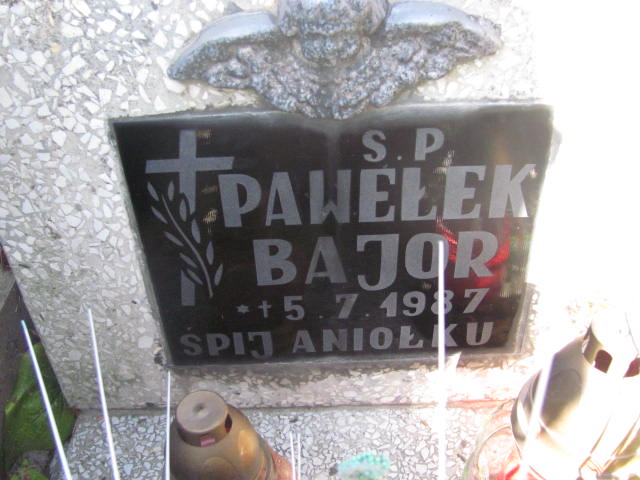 S.P
PAWEŁEK
BAJOR
*+ 5.7.1987
SPIJ ANIOŁKU